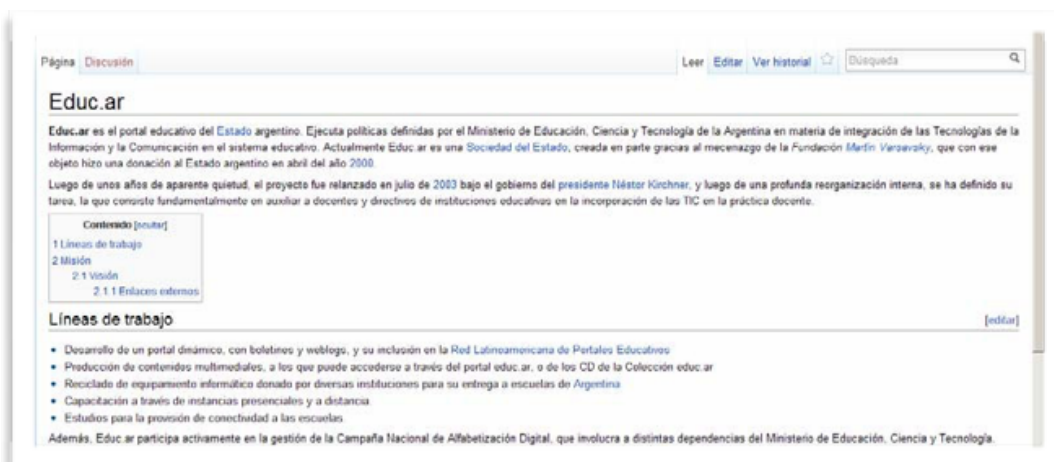 Página Discusión Leer Editar Ver historial Búsqueda
Educ.ar
Educ.ar es el portal educativo del Estado argentino. Ejecuta políticas definidas por el Ministerio de Educación, Ciencia y Tecnología de la Argentina en materia de integración de las Tecnologías de la
Información y la Comunicación en el sistema educativo. Actualmente Educ.ar es una Sociedad del Estado, creada en parte gracias al mecenazgo de la Fundación Martín Varsavsky, que con ese
objeto hizo una donación al Estado argentino en abril del año 2000.
Luego de unos años de aparente quietud, el proyecto fue relanzado en julio de 2003 bajo el gobierno del presidente Néstor Kirchner, y luego de una profunda reorganización interna, se ha definido su
tarea, la que consiste fundamentalmente en auxiliar a docentes y directivos de instituciones educativas en la incorporación de las TIC en la práctica docente.
Contenido [ocultar]
1 Líneas de trabajo
2 Misión
2.1 Visión
2.1.1 Enlaces externos
Líneas de trabajo [editar]
Desarrollo de un portal dinámico, con boletines y weblogs, y su inclusión en la Red Latinoamericana de Portales Educativos
Producción de contenidos multimediales, a los que puede accederse a través del portal educ.ar, o de los CD de la Colección educ.ar
Reciclado de equipamiento informático donado por diversas instituciones para su entrega a escuelas de Argentina
Capacitación a través de instancias presenciales y a distancia
Estudios para la provisión de conectividad a las escuelas
Además, Educ.ar participa activamente en la gestión de la Campaña Nacional de Alfabetización Digital, que involucra a distintas dependencias del Ministerio de Educación, Ciencia y Tecnología.